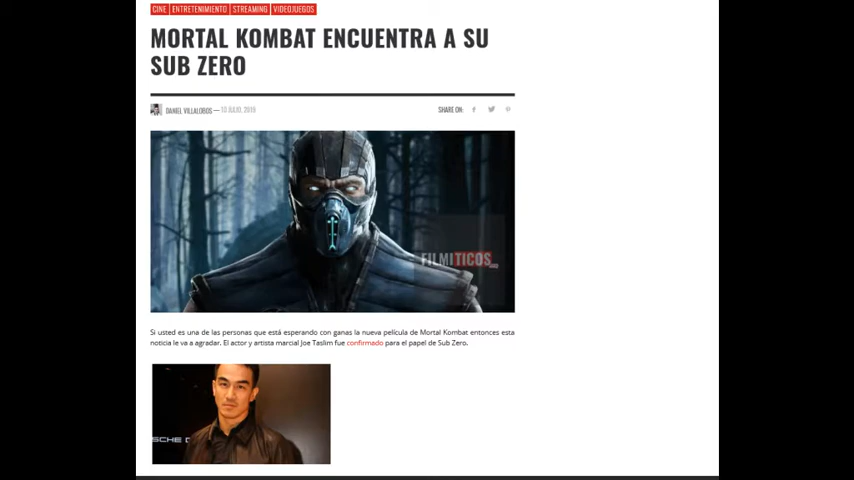 CINE ENTRETENIMIENTO STREAMING VIDEOJUEGOS
MORTAL KOMBAT ENCUENTRA A SU
SUB ZERO
DANIEL VILLALOBOS — 13 JULIO, 2019 SHARE ON:
FILMITICOS
Si usted es una de las personas que está esperando con ganas la nueva película de Mortal Kombat entonces esta
noticia le va a agradar. El actor y artista marcial Joe Taslim fue confirmado para el papel de Sub Zero.
SCHE D